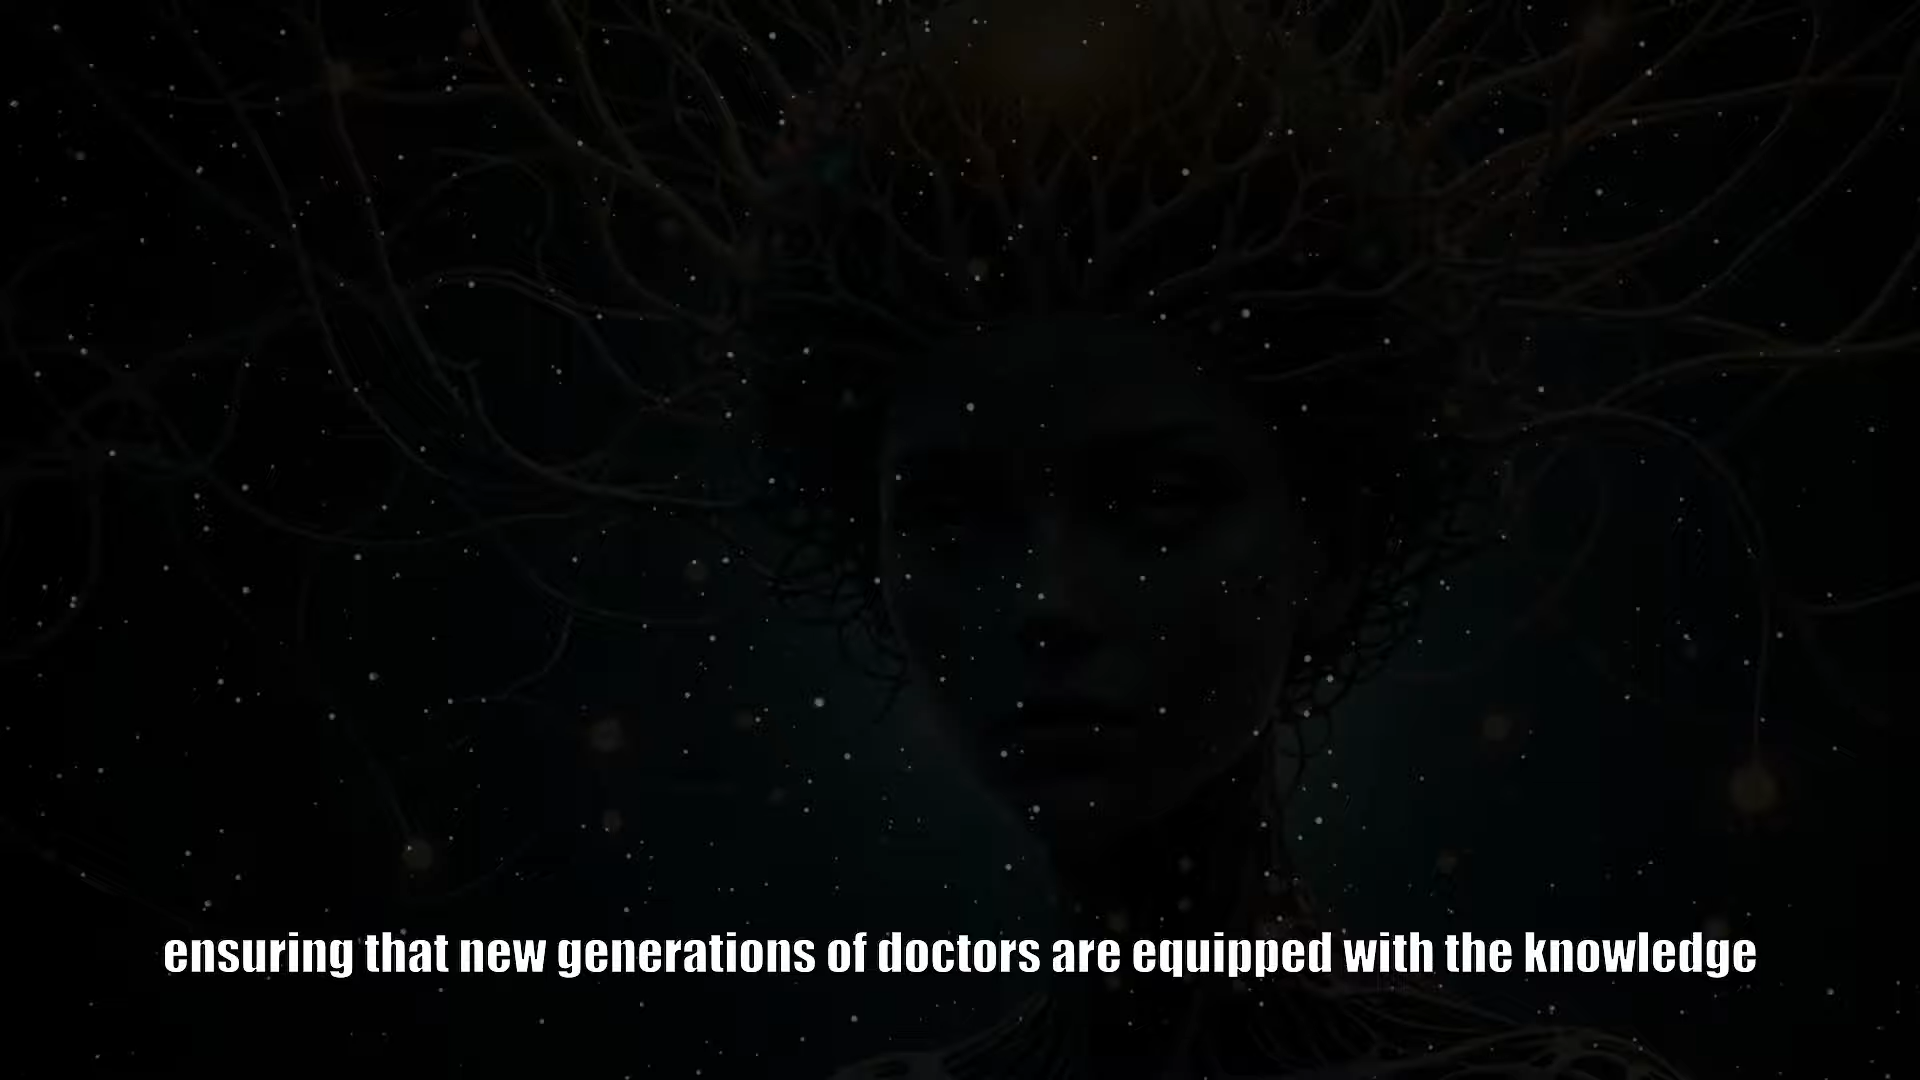 ensuring that new generations of doctors are equipped with the knowledge